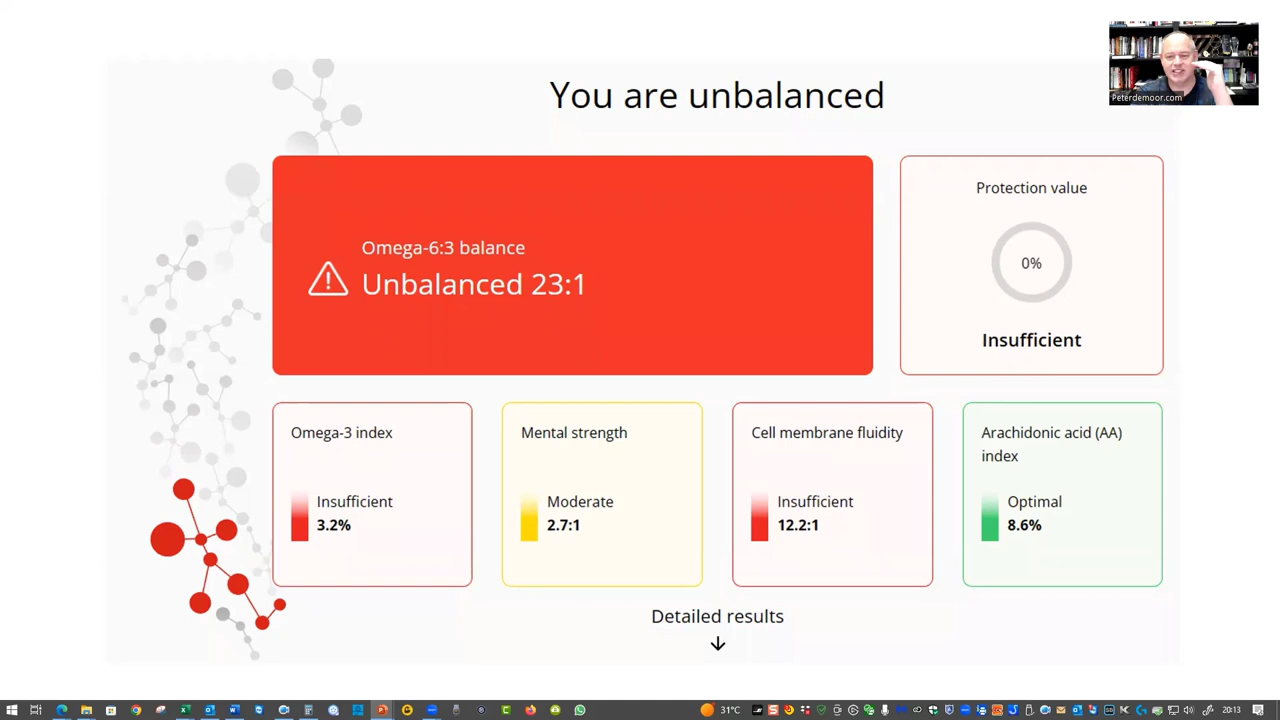 You are unbalanced
Peterdemoor.com
Omega-6:3 balance
Unbalanced 23:1
Protection value
0%
Insufficient
Omega-3 index
Insufficient
3.2%
Mental strength
Moderate
2.7:1
Cell membrane fluidity
Insufficient
12.2:1
Arachidonic acid (AA)
index
Optimal
8.6%
Detailed results
31°C
20:13